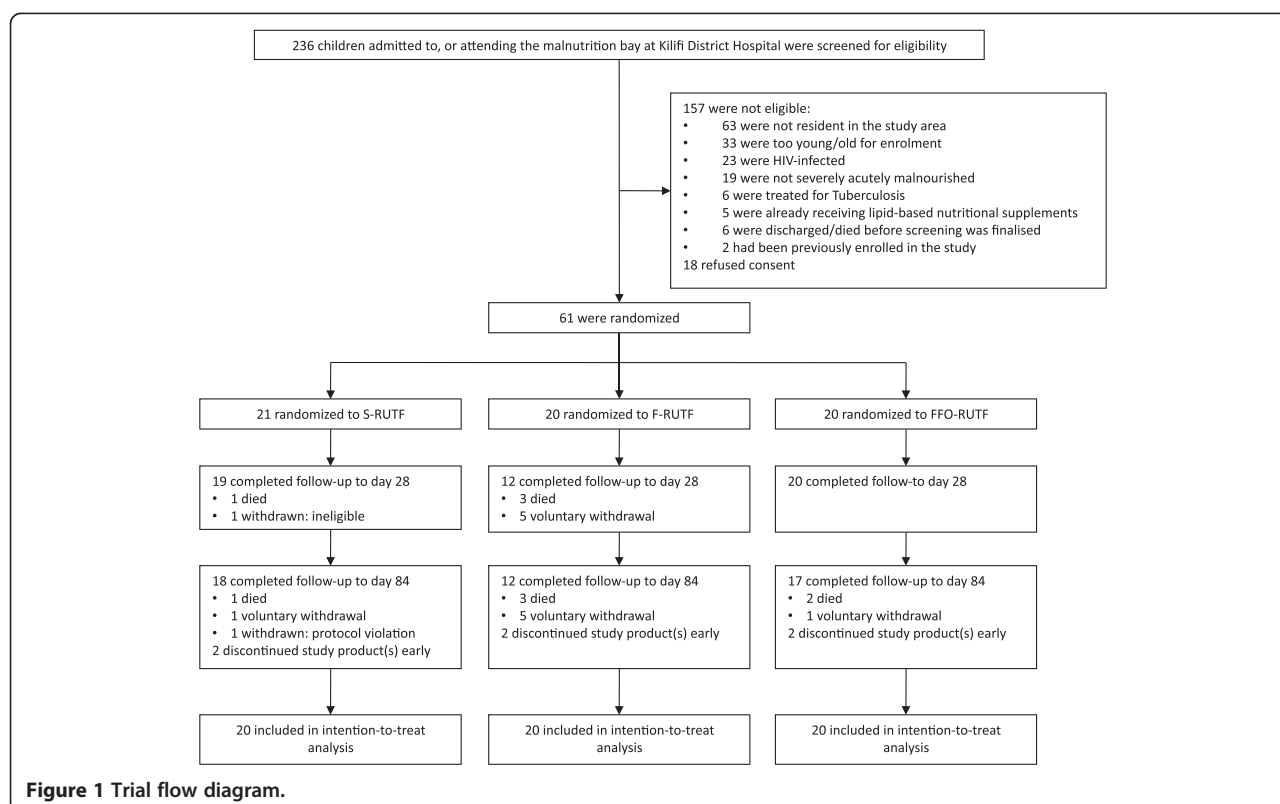 236 children admitted to, or attending the malnutrition bay at Kilifi District Hospital were screened for eligibility
157 were not eligible:
• 63 were not resident in the study area
• 33 were too young/old for enrolment
• 23 were HIV-infected
• 19 were not severely acutely malnourished
• 6 were treated for Tuberculosis
• 5 were already receiving lipid-based nutritional supplements
• 6 were discharged/died before screening was finalised
• 2 had been previously enrolled in the study
18 refused consent
61 were randomized
21 randomized to S-RUTF
20 randomized to F-RUTF
20 randomized to FFO-RUTF
19 completed follow-up to day 28
• 1 died
• 1 withdrawn: ineligible
12 completed follow-up to day 28
• 3 died
• 5 voluntary withdrawal
20 completed follow-to day 28
18 completed follow-up to day 84
• 1 died
• 1 voluntary withdrawal
• 1 withdrawn: protocol violation
2 discontinued study product(s) early
12 completed follow-up to day 84
• 3 died
• 5 voluntary withdrawal
2 discontinued study product(s) early
17 completed follow-up to day 84
• 2 died
• 1 voluntary withdrawal
2 discontinued study product(s) early
20 included in intention-to-treat
analysis
20 included in intention-to-treat
analysis
20 included in intention-to-treat
analysis
Figure 1 Trial flow diagram.